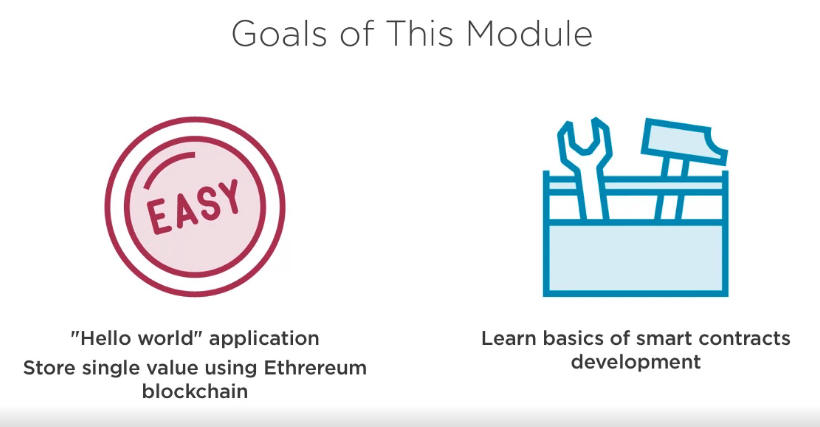 Goals of This Module
EASY
"Hello world" application
Store single value using Ethrereum
blockchain
Learn basics of smart contracts
development